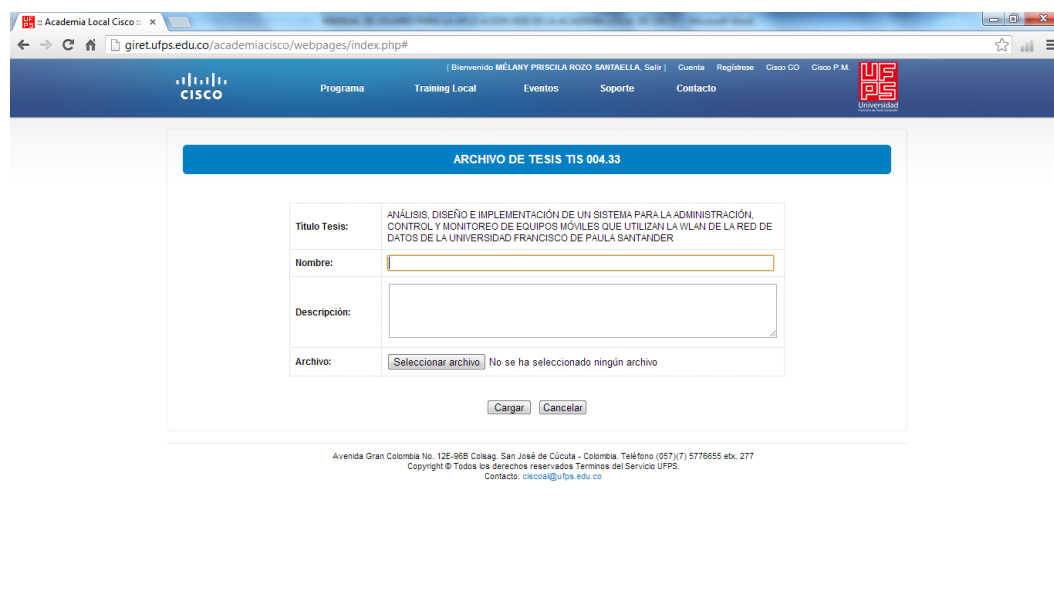 :: Academia Local Cisco ::
giret.ufps.edu.co/academiacisco/webpages/index.php#
[ Bienvenido MÉLANY PRISCILA ROZO SANTAELLA, Salir ] Cuenta Regístrese Cisco CO Cisco P.M.
CISCO
Programa Training Local Eventos Soporte Contacto
UFPS
Universidad
ARCHIVO DE TESIS TIS 004.33
Titulo Tesis:
ANÁLISIS, DISEÑO E IMPLEMENTACIÓN DE UN SISTEMA PARA LA ADMINISTRACIÓN,
CONTROL Y MONITOREO DE EQUIPOS MÓVILES QUE UTILIZAN LA WLAN DE LA RED DE
DATOS DE LA UNIVERSIDAD FRANCISCO DE PAULA SANTANDER
Nombre:
Descripción:
Archivo: Seleccionar archivo No se ha seleccionado ningún archivo
Cargar Cancelar
Avenida Gran Colombia No. 12E-96B Colsag. San José de Cúcuta - Colombia. Teléfono (057)(7) 5776655 etx. 277
Copyright © Todos los derechos reservados Terminos del Servicio UFPS.
Contacto: ciscoal@ufps.edu.co